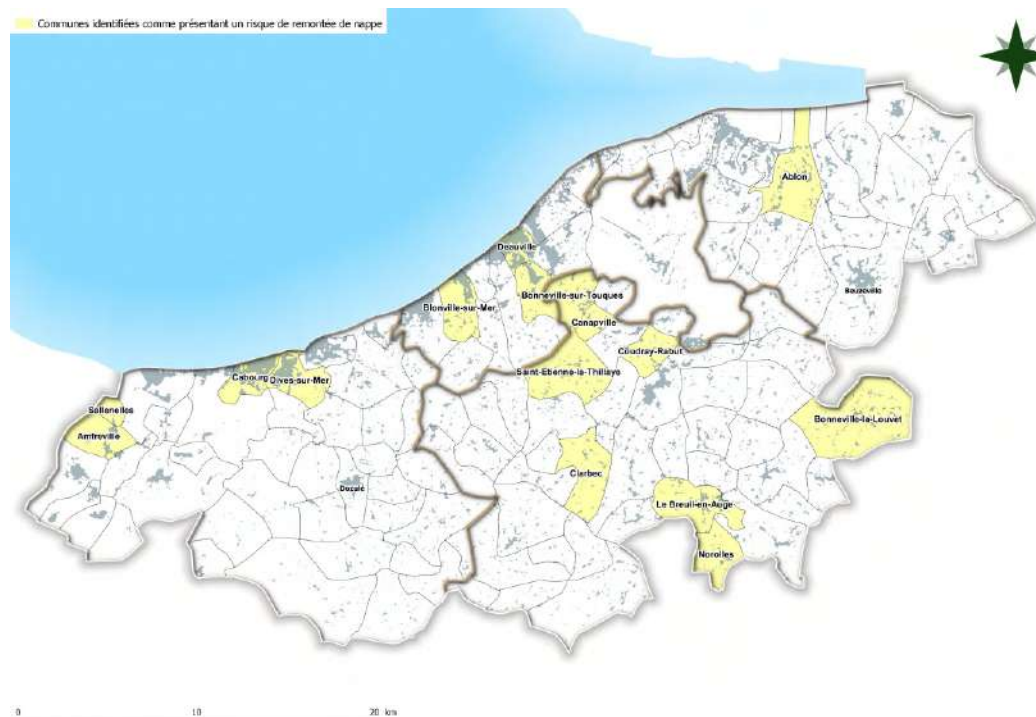 Communes identifiées comme présentant un risque de remontée de nappe
Ablon
Deauville
Bonneville-sur-Touques
Beuzeville
Blonville-sur-Mer
Canapville
Coudray-Rabut
Saint-Etienne-la-Thillaye
Cabourg
Dives-sur-Mer
Sallenelles
Amfreville
Bonneville-la-Louvet
Clarbec
Dozulé
Le Breuil-en-Auge
Norolles
0 10 20 km